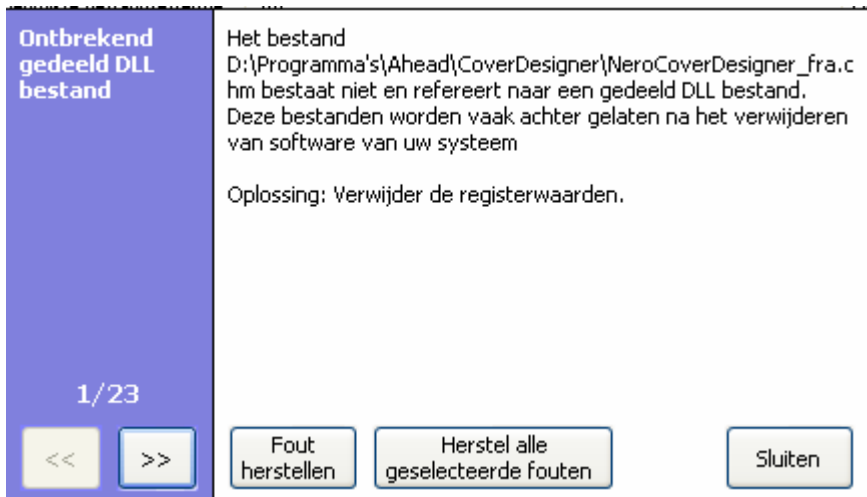 Ontbrekend
gedeeld DLL
bestand
Het bestand
D:\Programma's\Ahead\CoverDesigner\NeroCoverDesigner_fra.c
hm bestaat niet en refereert naar een gedeeld DLL bestand.
Deze bestanden worden vaak achter gelaten na het verwijderen
van software van uw systeem
Oplossing: Verwijder de registerwaarden.
1/23
<<
>>
Fout
herstellen
Herstel alle
geselecteerde fouten
Sluiten